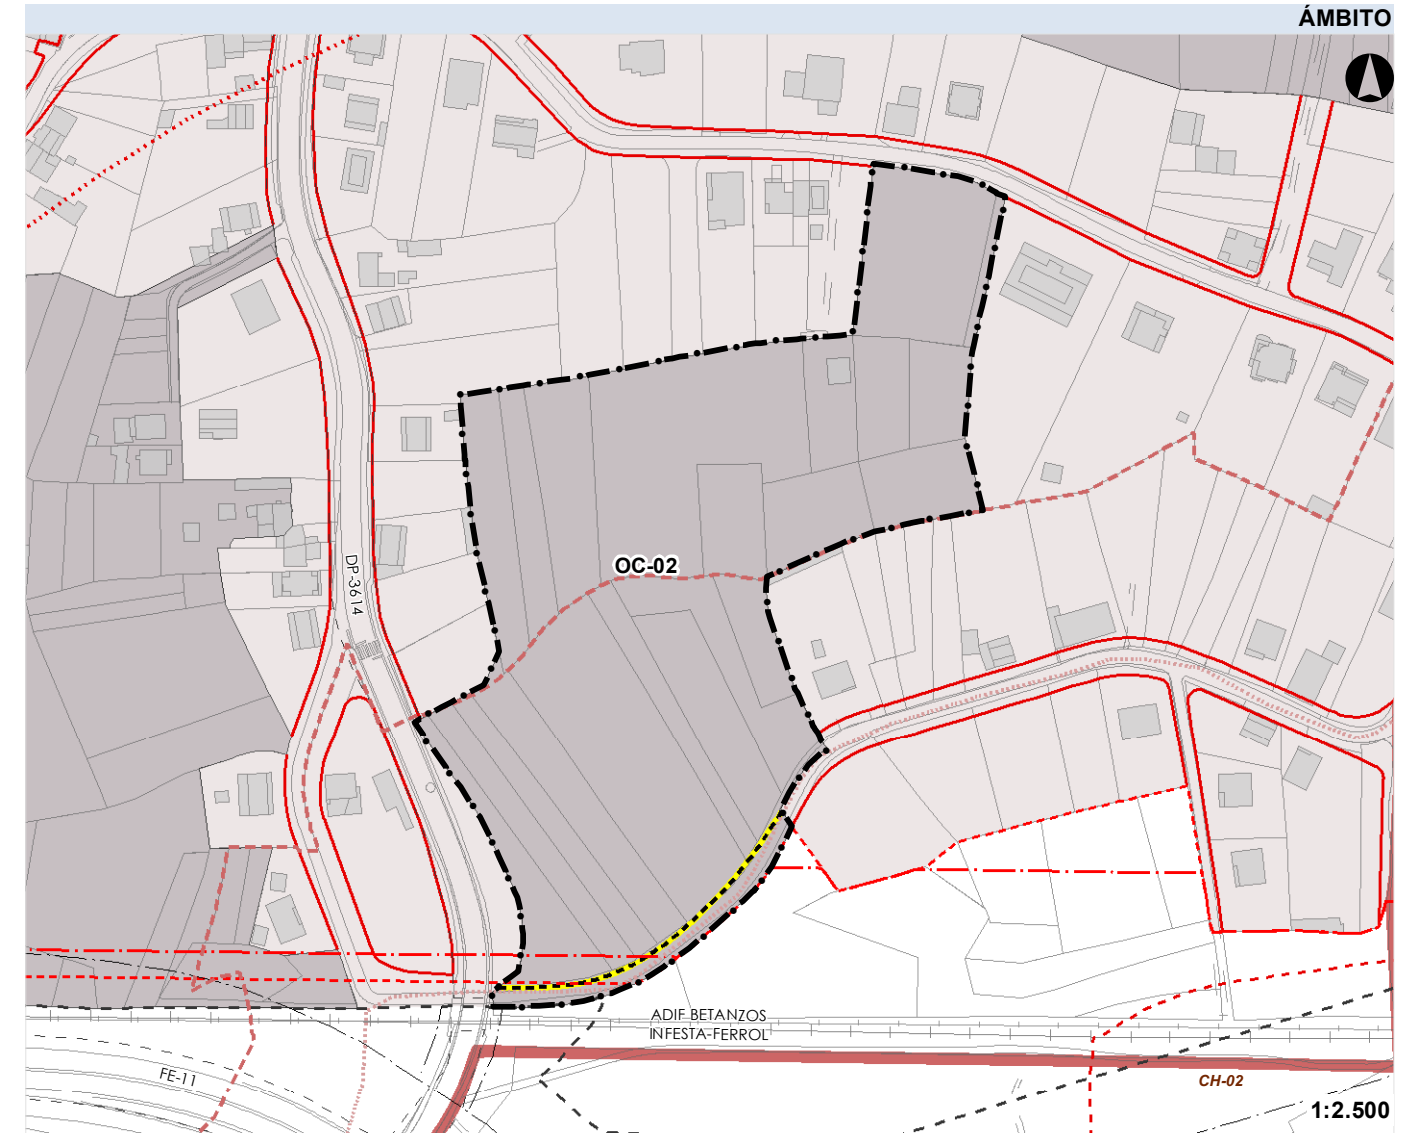 ÁMBITO
OC-02
DP-3614
ADIF BETANZOS
INFESTA-FERROL
FE-11
CH-02
1:2.500